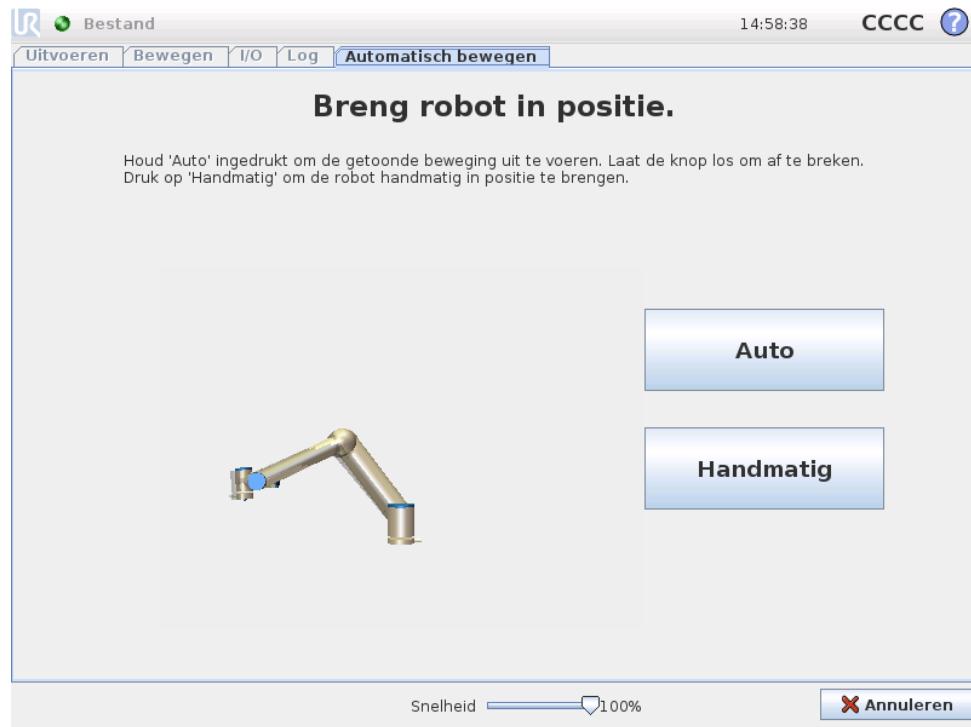 UR Bestand 14:58:38 CCCC ?
Uitvoeren Bewegen I/O Log Automatisch bewegen
Breng robot in positie.
Houd 'Auto' ingedrukt om de getoonde beweging uit te voeren. Laat de knop los om af te breken.
Druk op 'Handmatig' om de robot handmatig in positie te brengen.
Auto
Handmatig
Snelheid 100% Annuleren